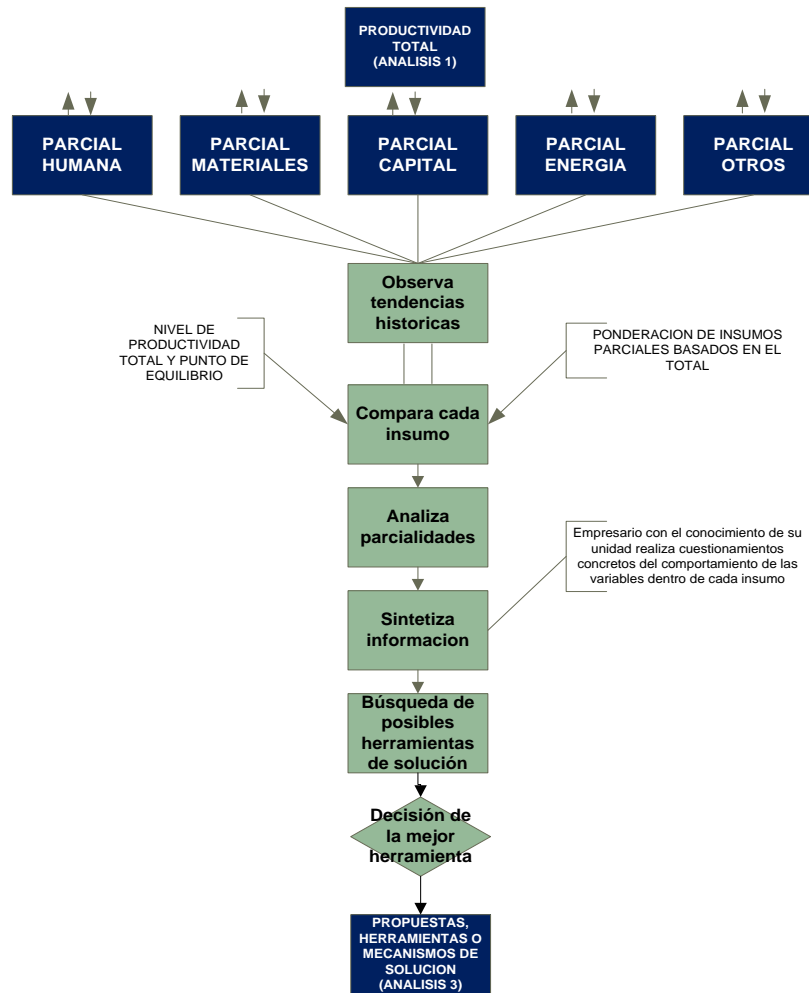 PRODUCTIVIDAD
TOTAL
(ANALISIS 1)
PARCIAL
HUMANA
PARCIAL
MATERIALES
PARCIAL
CAPITAL
PARCIAL
ENERGIA
PARCIAL
OTROS
Observa
tendencias
historicas
NIVEL DE
PRODUCTIVIDAD
TOTAL Y PUNTO DE
EQUILIBRIO
PONDERACION DE INSUMOS
PARCIALES BASADOS EN EL
TOTAL
Compara cada
insumo
Analiza
parcialidades
Empresario con el conocimiento de su
unidad realiza cuestionamientos
concretos del comportamiento de las
variables dentro de cada insumo
Sintetiza
informacion
Búsqueda de
posibles
herramientas
de solución
Decisión de
la mejor
herramienta
PROPUESTAS,
HERRAMIENTAS O
MECANISMOS DE
SOLUCION
(ANALISIS 3)